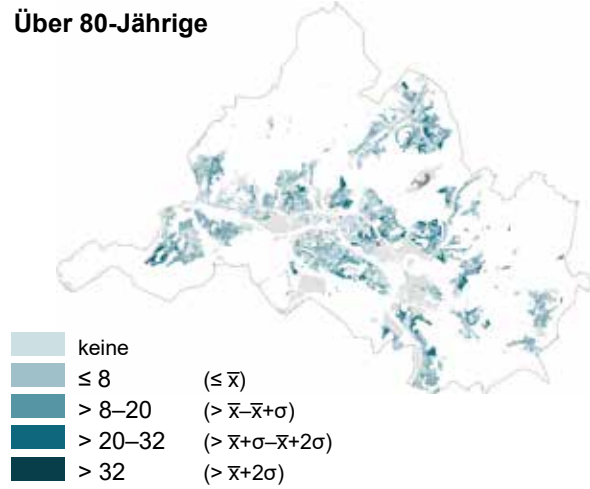 Über 80-Jährige
keine
≤ 8 (≤ x̅)
> 8–20 (> x̅–x̅+σ)
> 20–32 (> x̅+σ–x̅+2σ)
> 32 (> x̅+2σ)